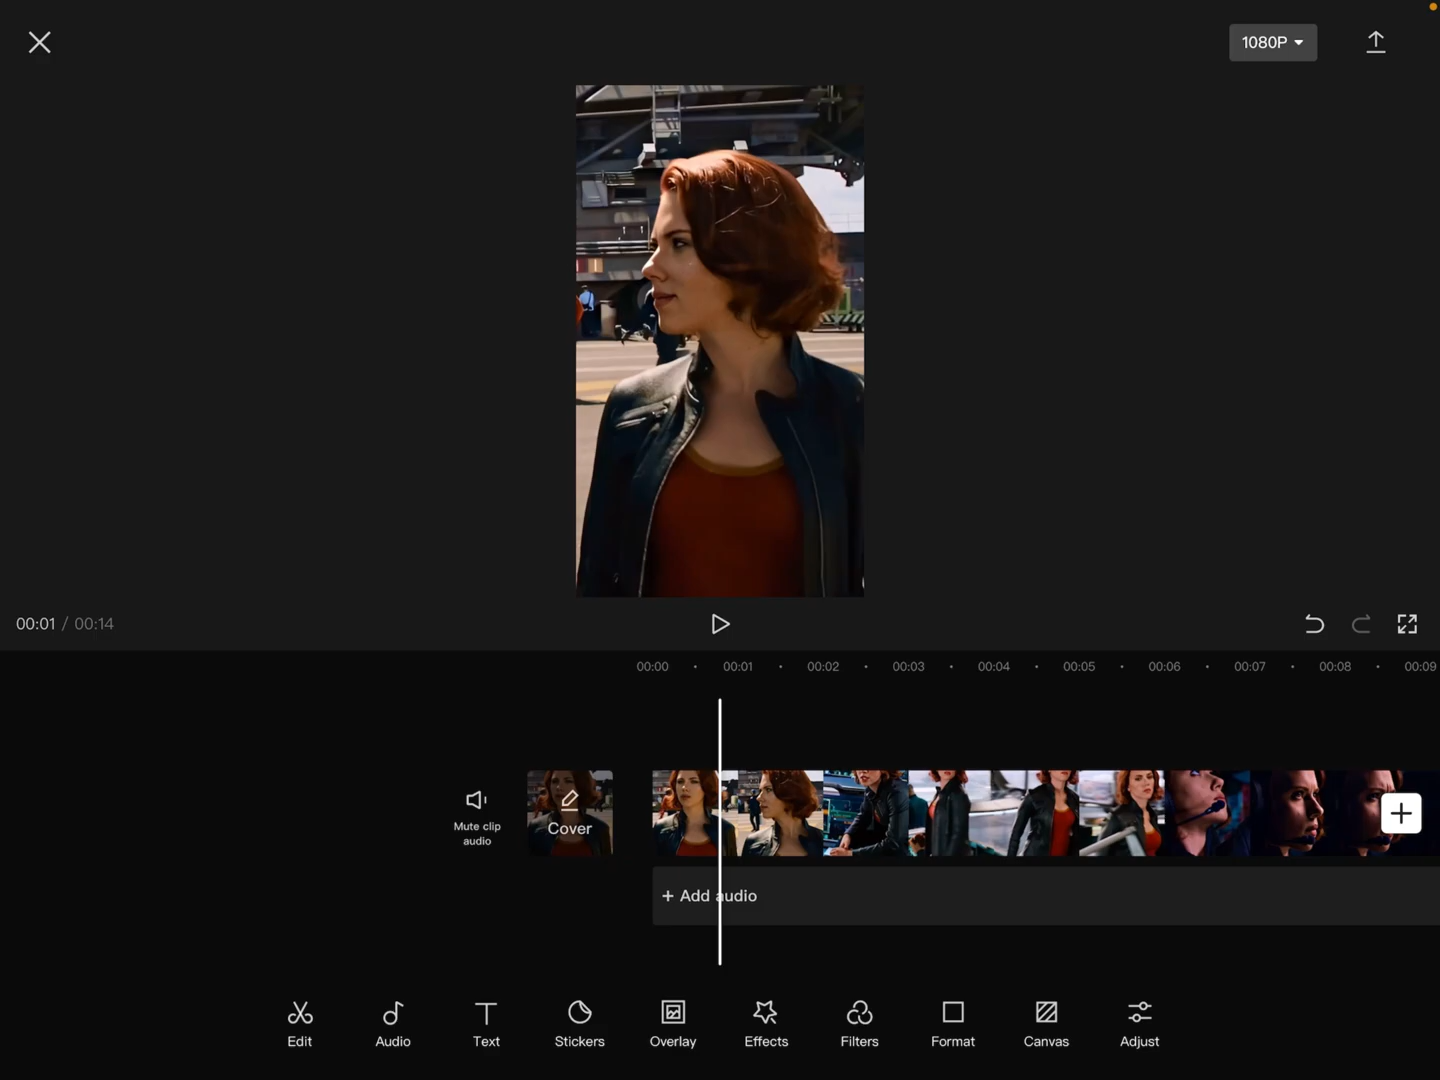 1080P
00:01 / 00:14
00:00 00:01 00:02 00:03 00:04 00:05 00:06 00:07 00:08 00:09
Mute clip
audio
Cover
+ Add audio
Edit Audio Text Stickers Overlay Effects Filters Format Canvas Adjust